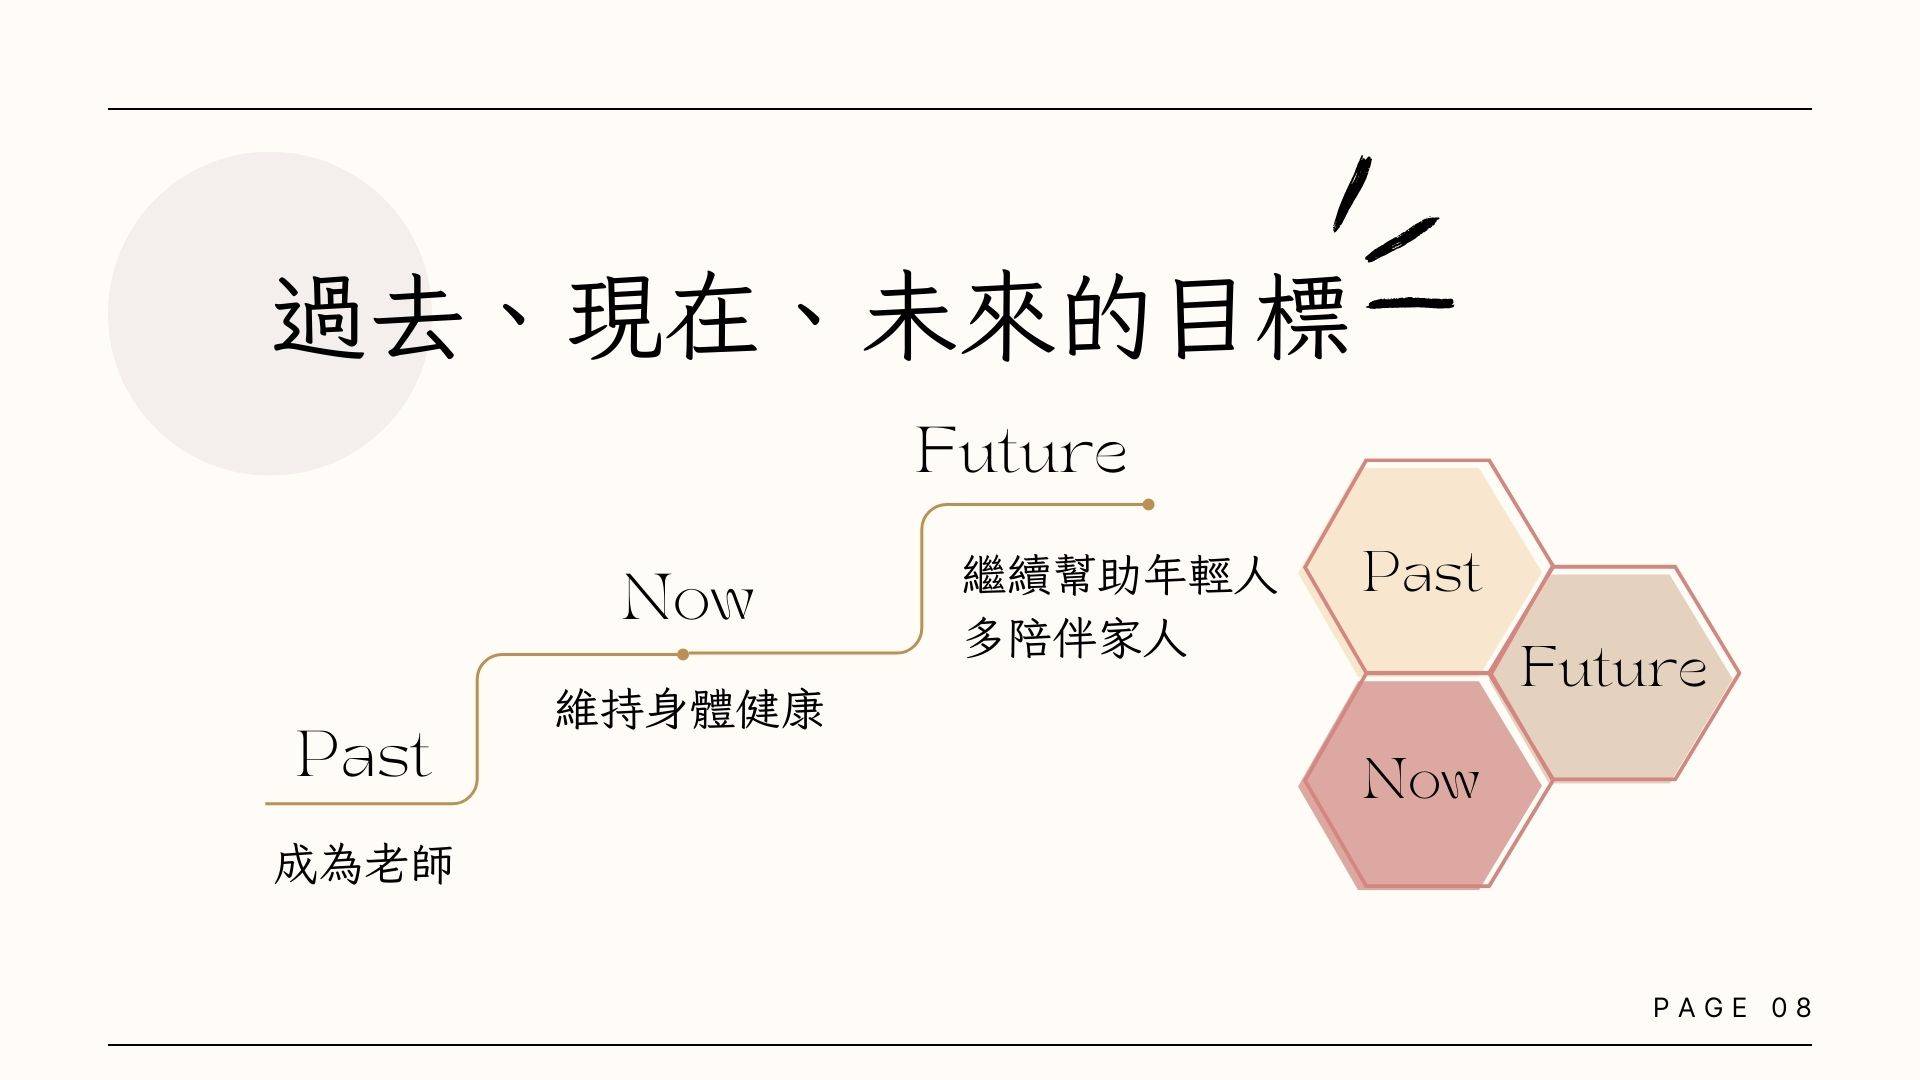 過去、現在、未來的目標
Future
繼續幫助年輕人
多陪伴家人
Now
維持身體健康
Past
成為老師
Past
Future
Now
PAGE 08